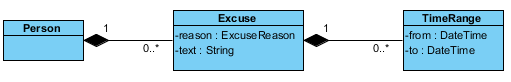 Person
1
0..*
Excuse
-reason : ExcuseReason
-text : String
1
0..*
TimeRange
-from : DateTime
-to : DateTime